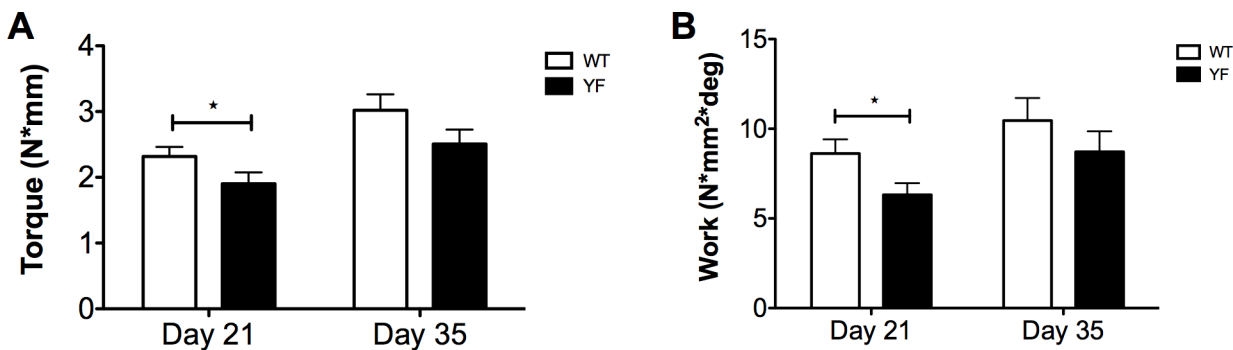 A
Torque (N*mm)
4
3
2
1
0
★
Day 21
Day 35
WT
YF
B
Work (N*mm²*deg)
15
10
5
0
★
Day 21
Day 35
WT
YF